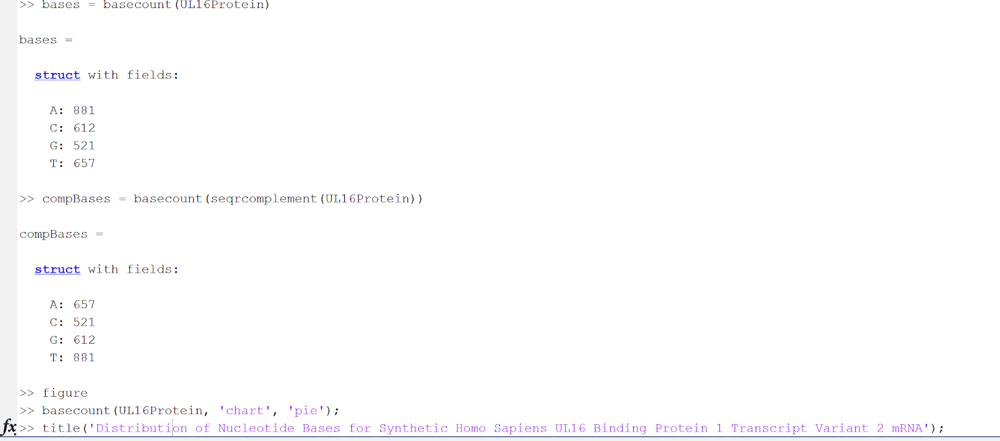 >> bases = basecount(UL16Protein)
bases =
struct with fields:
A: 881
C: 612
G: 521
T: 657
>> compBases = basecount(seqrcomplement(UL16Protein))
compBases =
struct with fields:
A: 657
C: 521
G: 612
T: 881
>> figure
>> basecount(UL16Protein, 'chart', 'pie');
fx >> title('Distribution of Nucleotide Bases for Synthetic Homo Sapiens UL16 Binding Protein 1 Transcript Variant 2 mRNA');